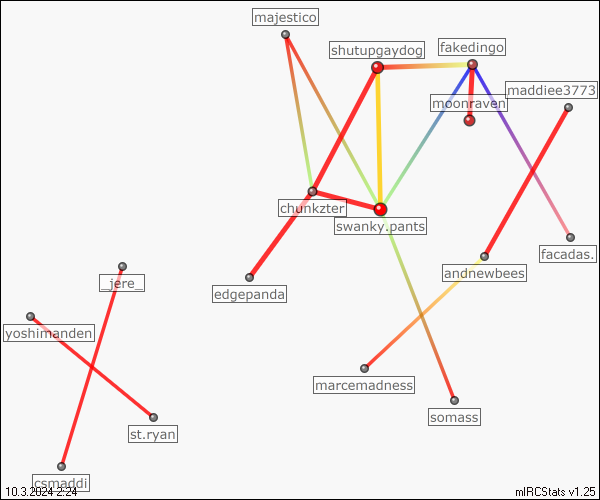 majestico
shutupgaydog
fakedingo
maddiee3773
moonraven
chunkzter
swanky.pants
facadas.
andnewbees
_jere_
edgepanda
yoshimanden
marcemadness
somass
st.ryan
csmaddi
10.3.2024 2:24
mIRCStats v1.25